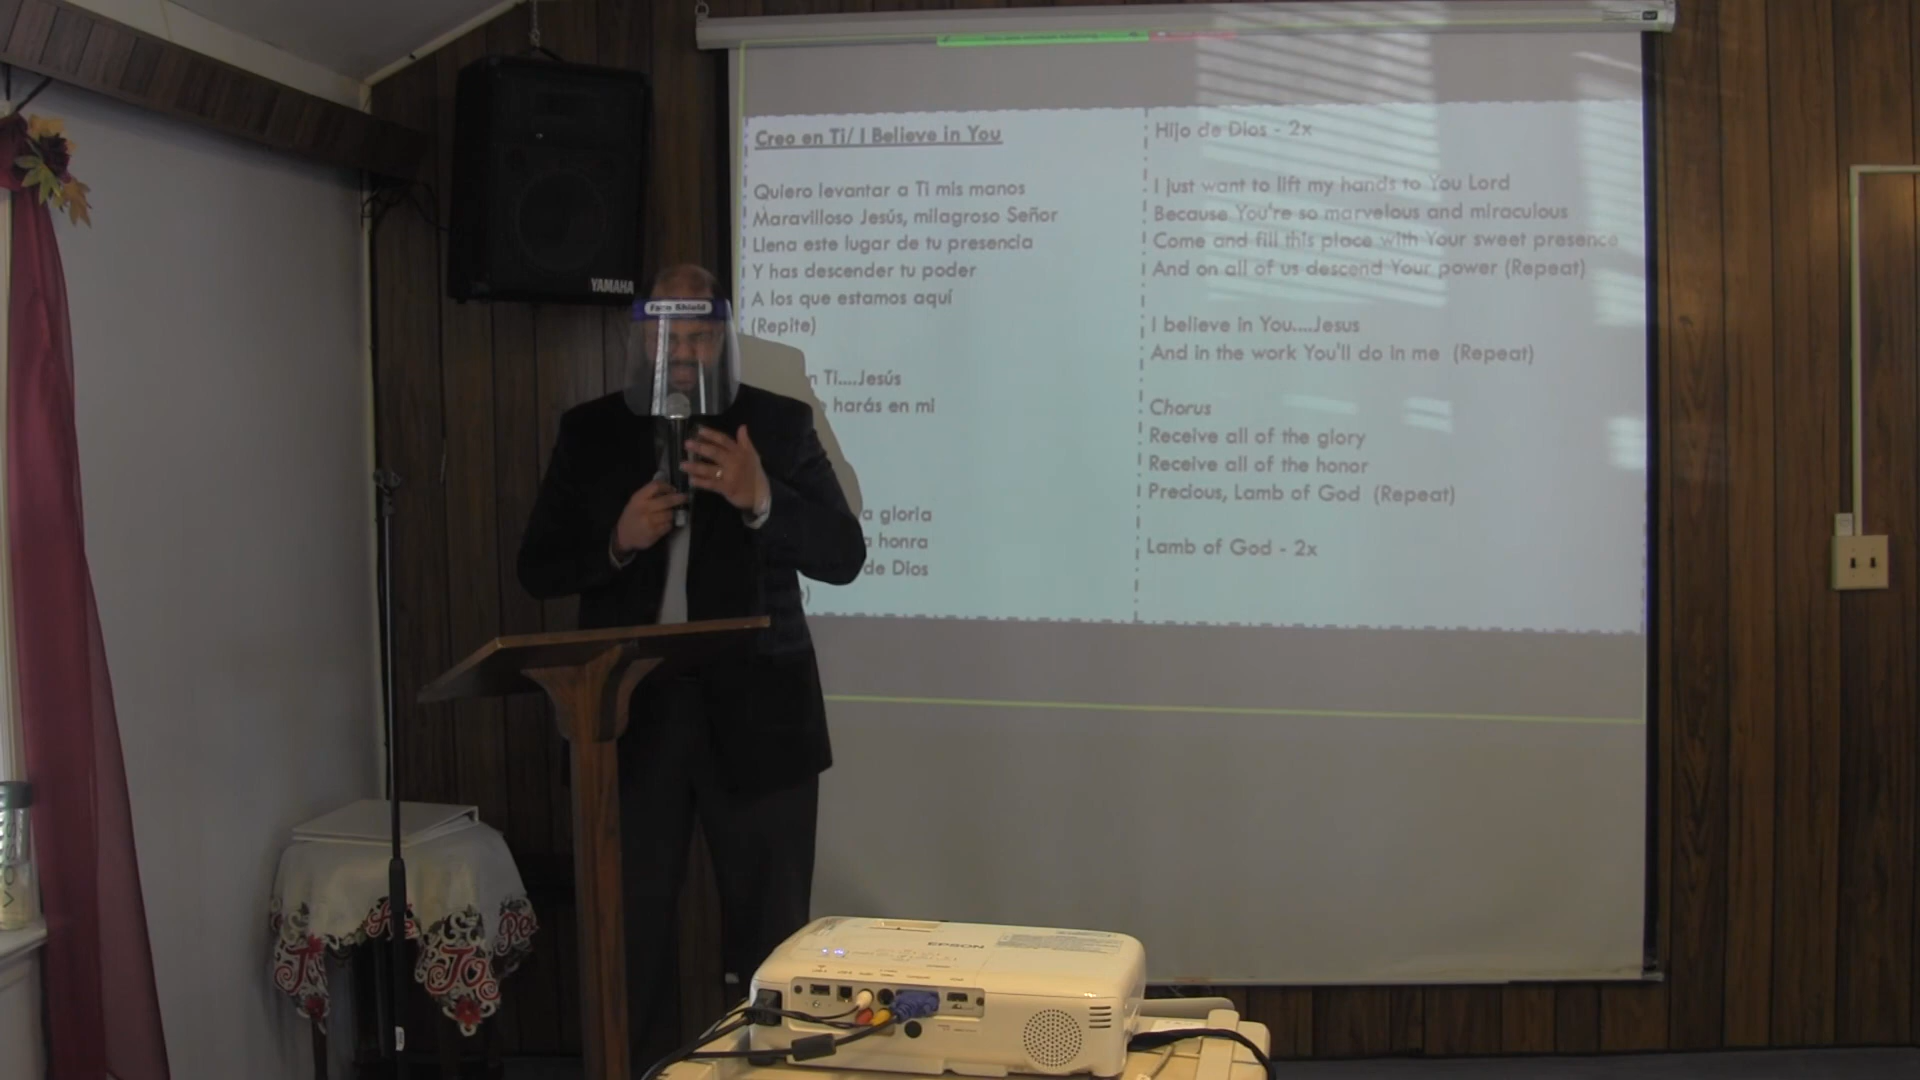 Creo en Ti/ I Believe in You
Quiero levantar a Ti mis manos
Maravilloso Jesús, milagroso Señor
Llena este lugar de tu presencia
Y has descender tu poder
A los que estamos aquí
(Repite)
Ti....Jesús
harás en mi
gloria
honra
de Dios
Hijo de Dios - 2x
I just want to lift my hands to You Lord
Because You're so marvelous and miraculous
Come and fill this place with Your sweet presence
And on all of us descend Your power (Repeat)
I believe in You....Jesus
And in the work You'll do in me (Repeat)
Chorus
Receive all of the glory
Receive all of the honor
Precious, Lamb of God (Repeat)
Lamb of God - 2x
YAMAHA
Face Shield
EPSON
VOSS